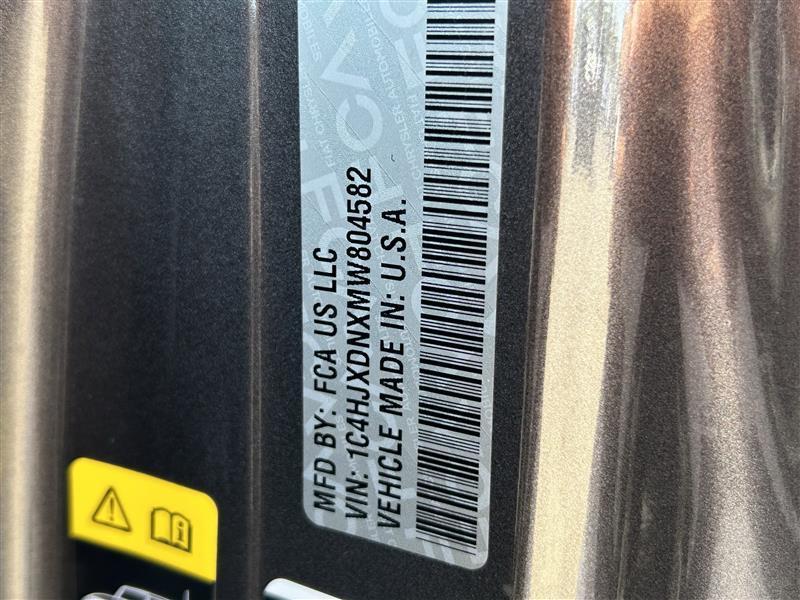 MFD BY: FCA US LLC
VIN: 1C4HJXDNXMW804582
VEHICLE MADE IN: U.S.A.